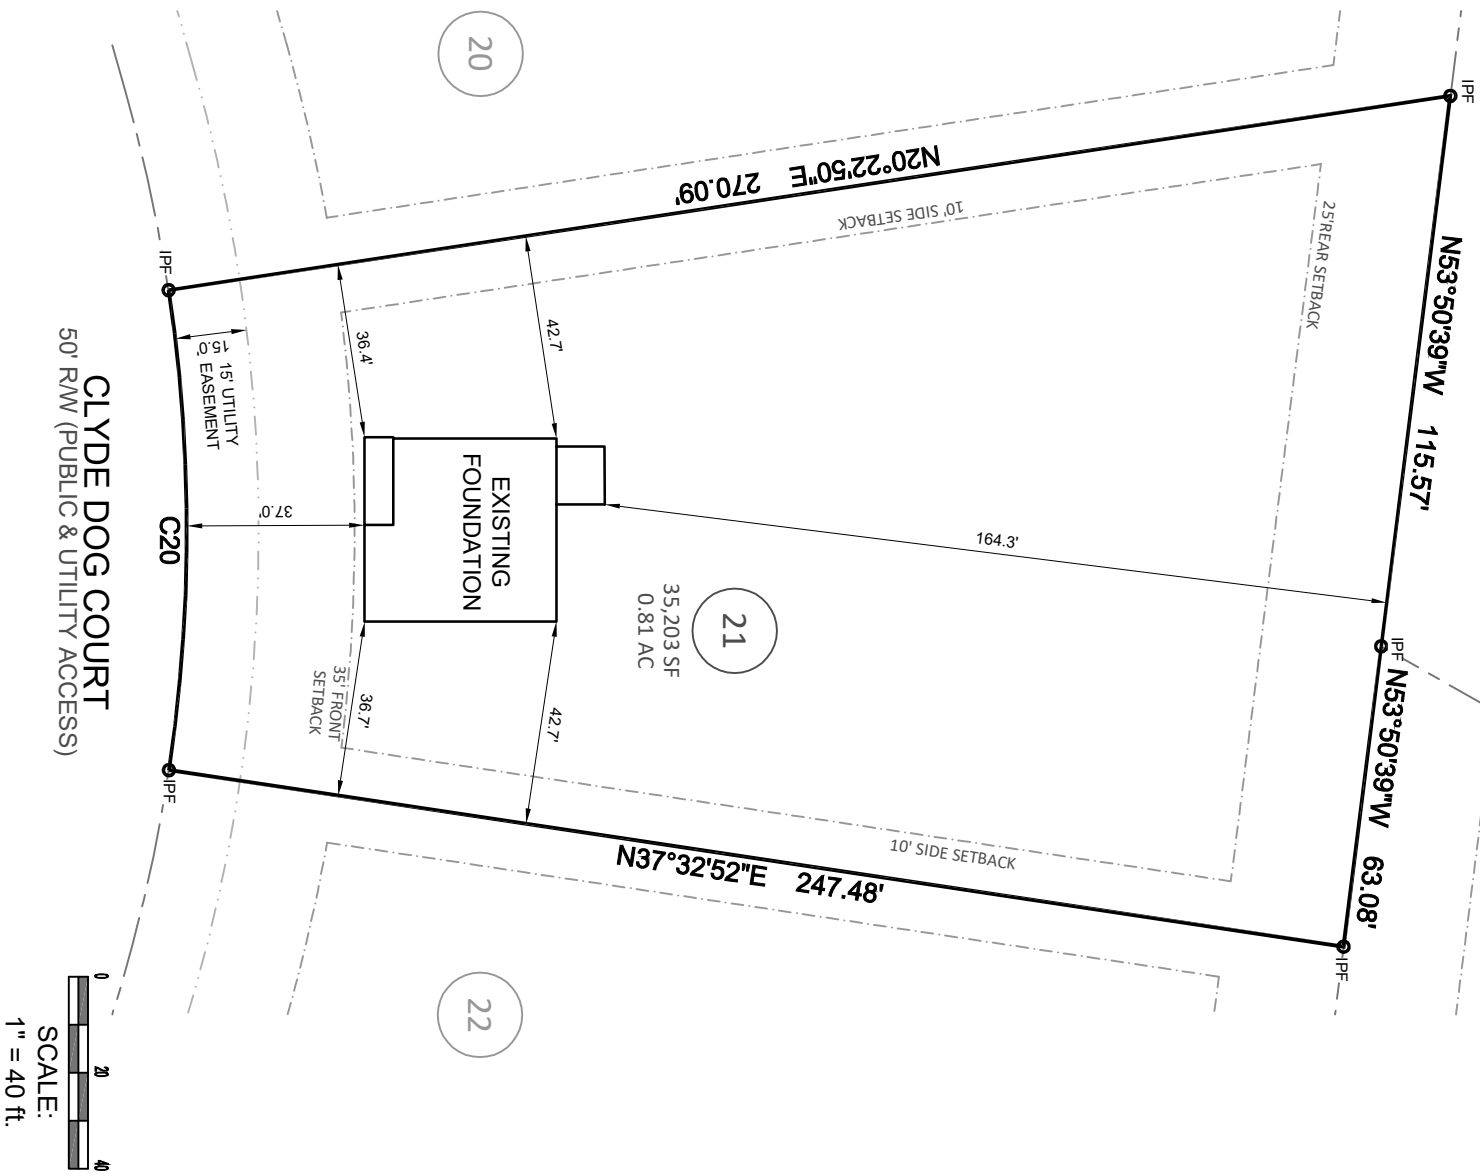 20
IPF
N20°22'50"E 270.09'
10' SIDE SETBACK
25'REAR SETBACK
N53°50'39"W 115.57'
IPF
15.0'
15' UTILITY
EASEMENT
36.4'
42.7'
37.0'
C20
CLYDE DOG COURT
50' R/W (PUBLIC & UTILITY ACCESS)
EXISTING
FOUNDATION
164.3'
21
35,203 SF
0.81 AC
IPF
N53°50'39"W 63.08'
35' FRONT
SETBACK
36.7'
42.7'
IPF
10' SIDE SETBACK
N37°32'52"E 247.48'
IPF
22
0 20 40
SCALE:
1" = 40 ft.